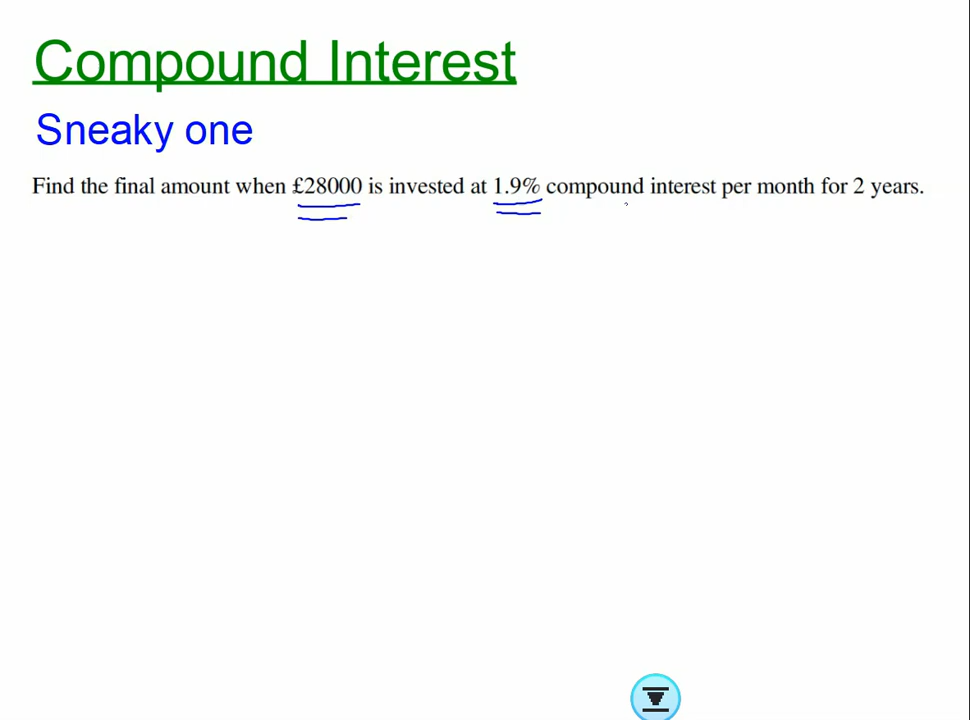 Compound Interest
Sneaky one
Find the final amount when £28000 is invested at 1.9% compound interest per month for 2 years.